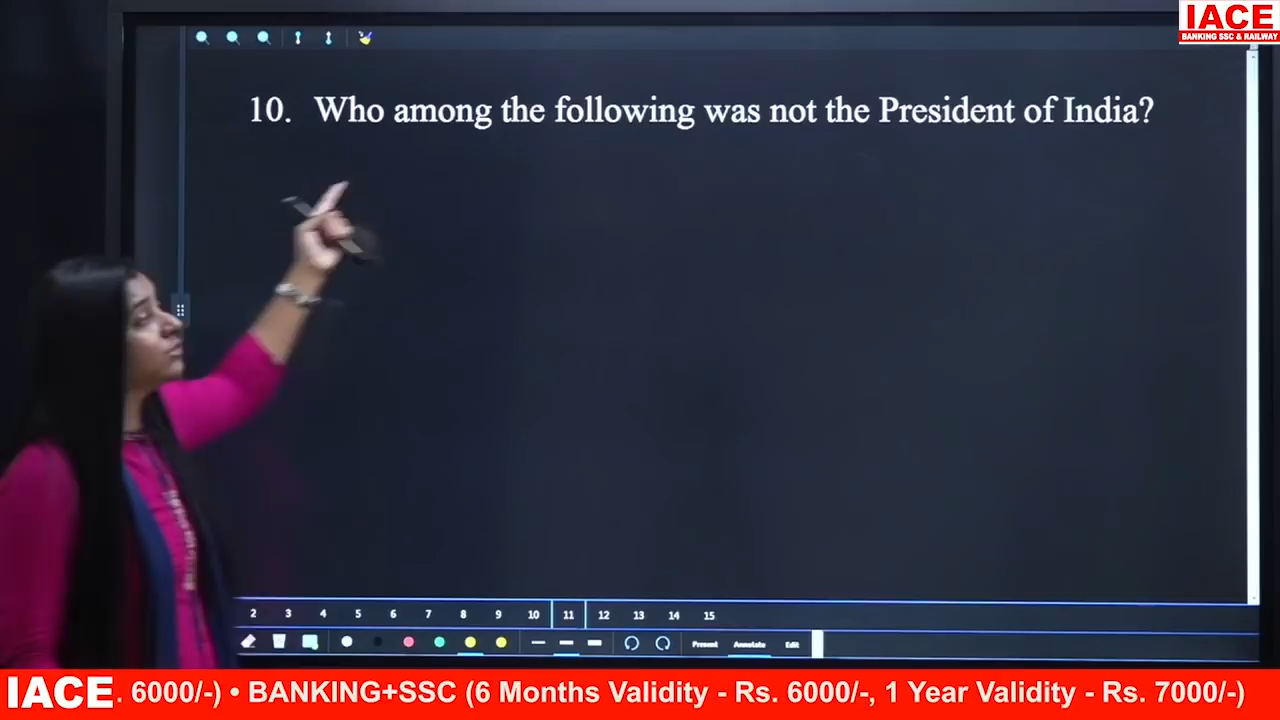 IACE
BANKING SSC & RAILWAY
10. Who among the following was not the President of India?
2 3 4 5 6 7 8 9 10 11 12 13 14 15
Present Annotate Edit
IACE. 6000/-) • BANKING+SSC (6 Months Validity - Rs. 6000/-, 1 Year Validity - Rs. 7000/-)